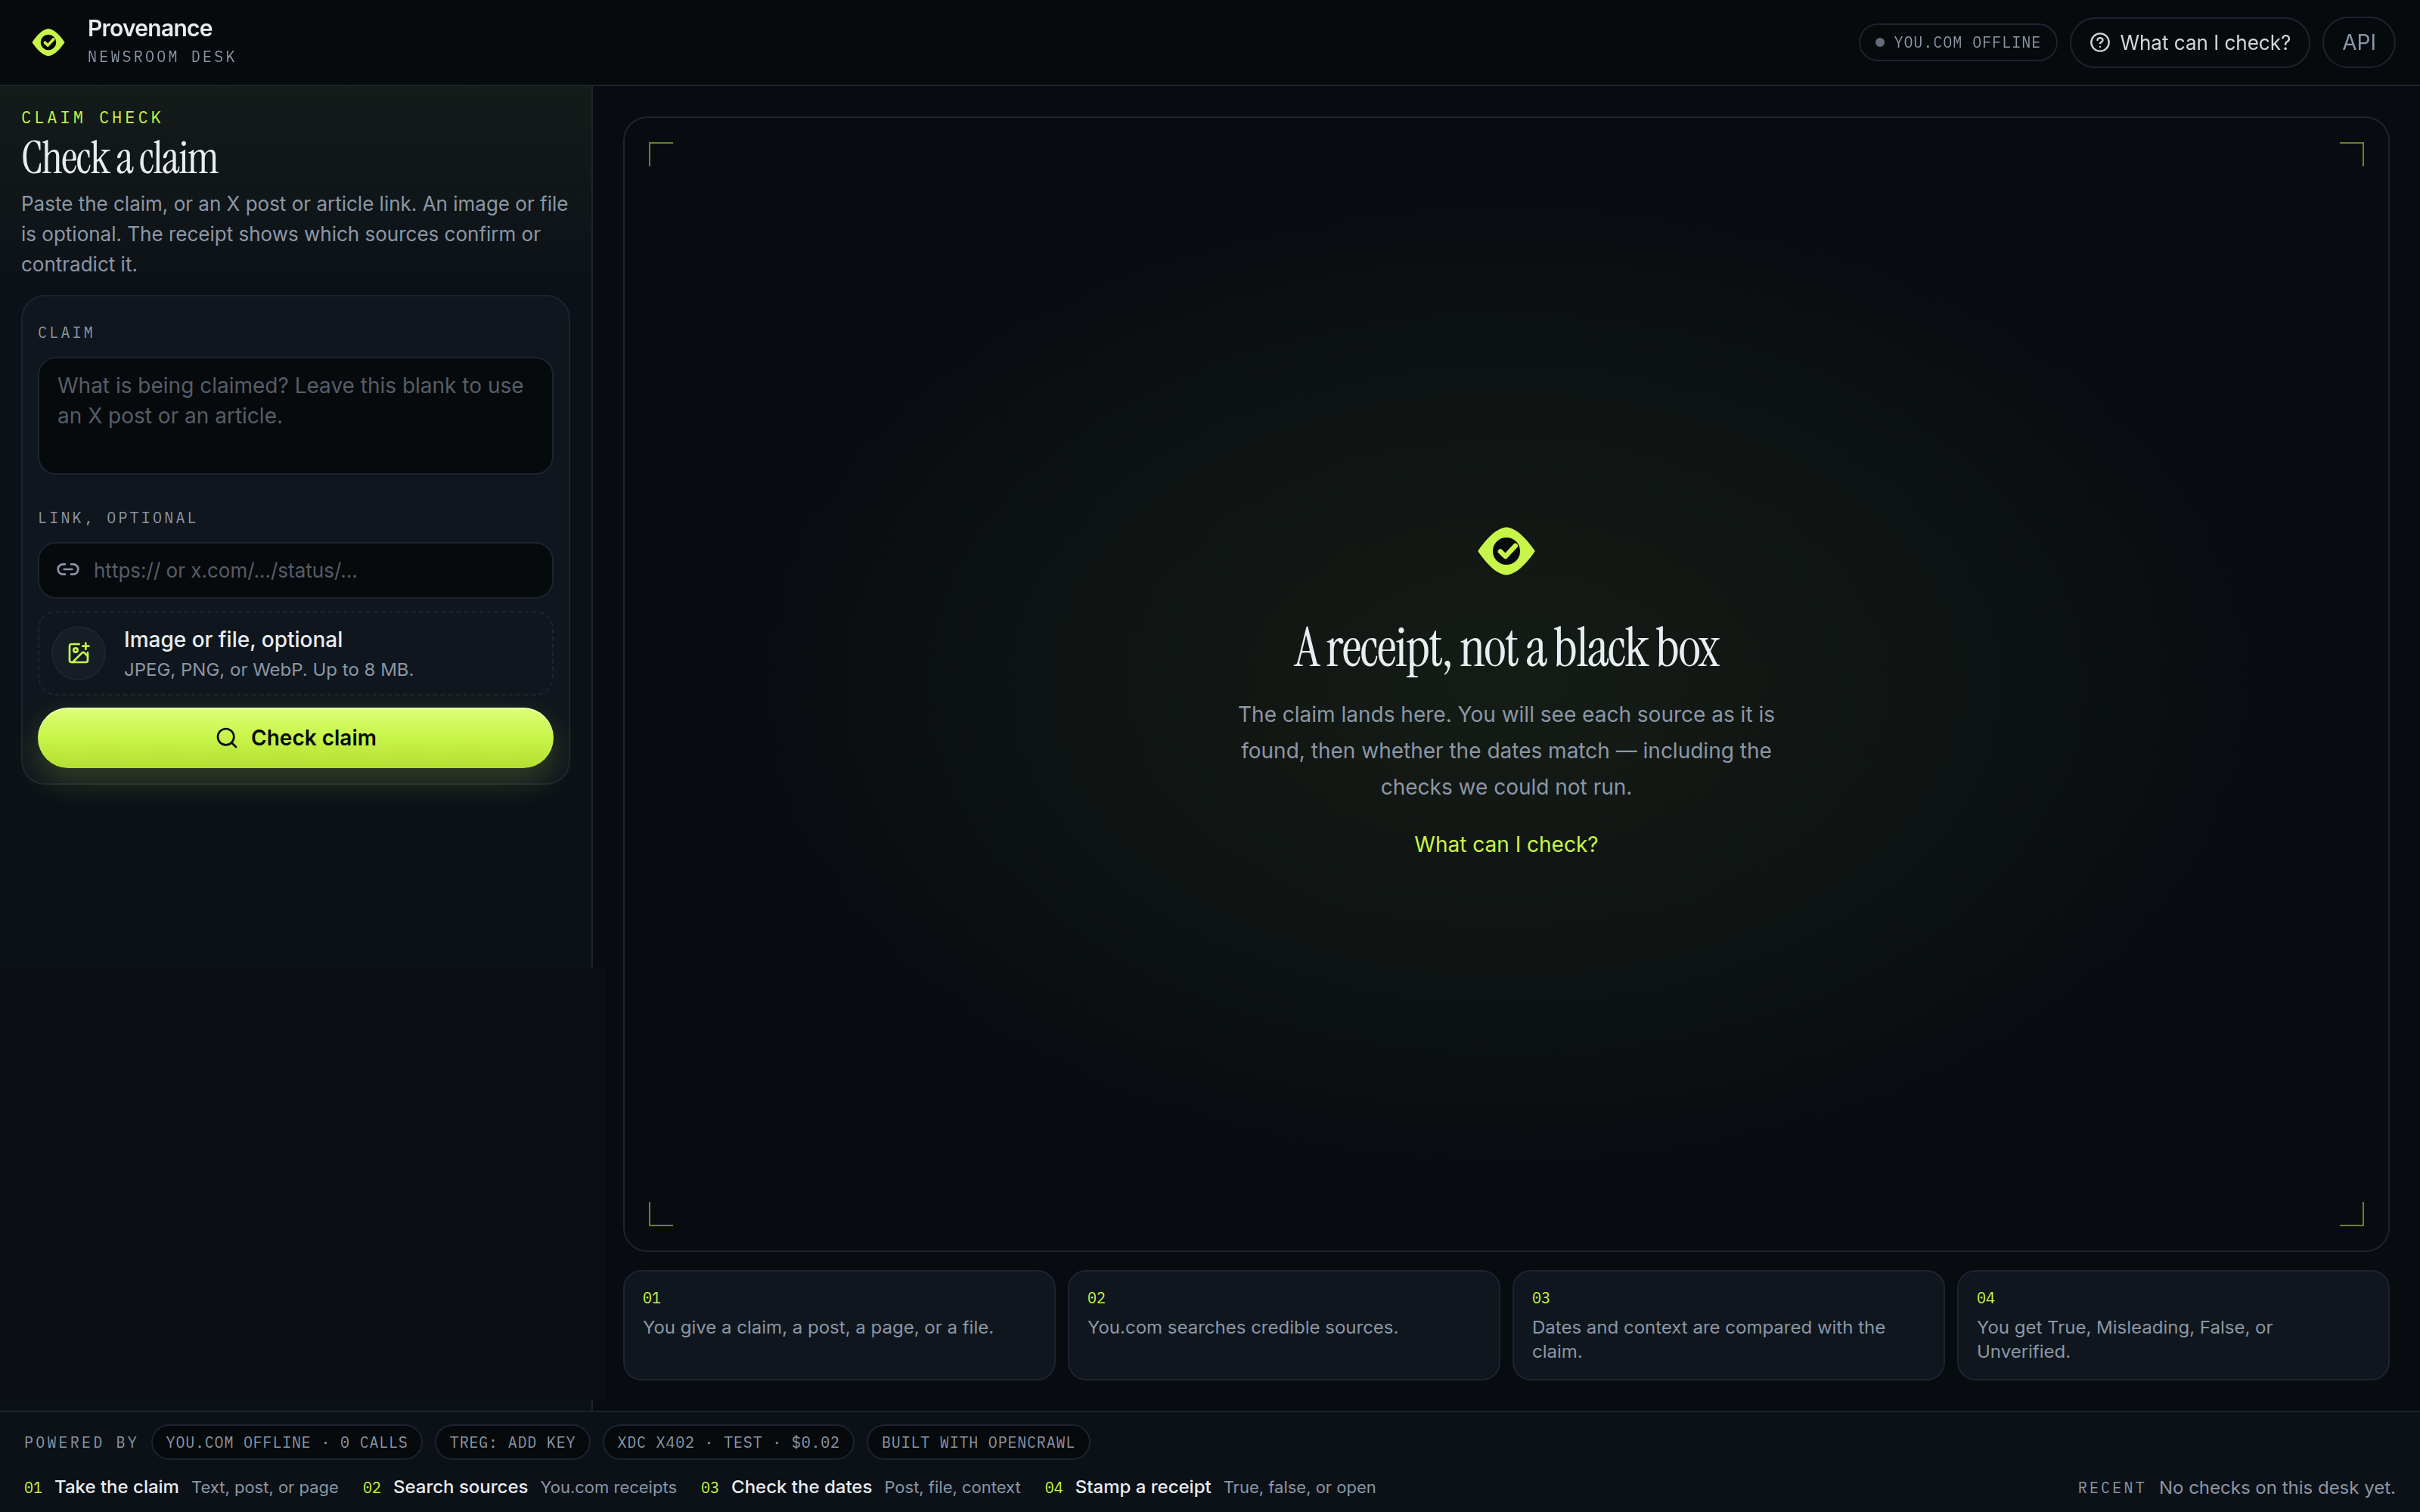 Provenance
NEWSROOM DESK
YOU.COM OFFLINE
What can I check?
API
CLAIM CHECK
Check a claim
Paste the claim, or an X post or article link. An image or file
is optional. The receipt shows which sources confirm or
contradict it.
CLAIM
What is being claimed? Leave this blank to use
an X post or an article.
LINK, OPTIONAL
https:// or x.com/.../status/...
Image or file, optional
JPEG, PNG, or WebP. Up to 8 MB.
Check claim
A receipt, not a black box
The claim lands here. You will see each source as it is
found, then whether the dates match — including the
checks we could not run.
What can I check?
01
You give a claim, a post, a page, or a file.
02
You.com searches credible sources.
03
Dates and context are compared with the
claim.
04
You get True, Misleading, False, or
Unverified.
POWERED BY
YOU.COM OFFLINE · 0 CALLS
TREG: ADD KEY
XDC X402 · TEST · $0.02
BUILT WITH OPENCRAWL
01 Take the claim Text, post, or page
02 Search sources You.com receipts
03 Check the dates Post, file, context
04 Stamp a receipt True, false, or open
RECENT No checks on this desk yet.